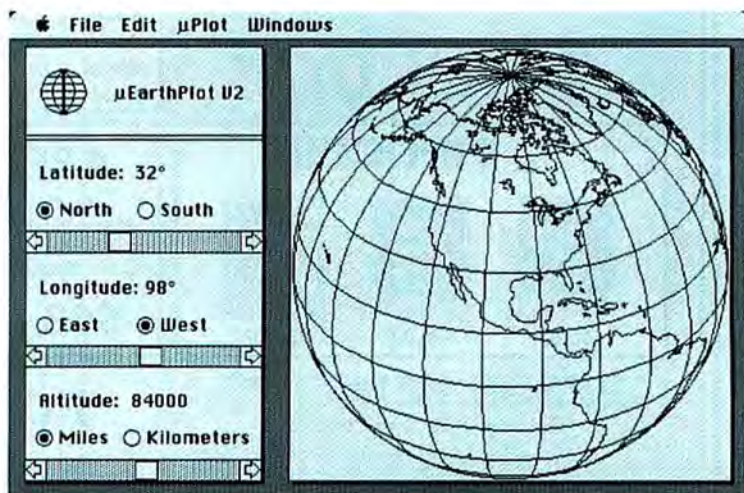 File Edit µPlot Windows
µEarthPlot V2
Latitude: 32°
North South
Longitude: 98°
East West
Altitude: 84000
Miles Kilometers